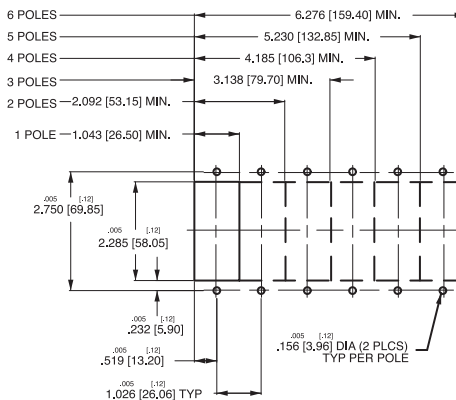 6 POLES 6.276 [159.40] MIN.
5 POLES 5.230 [132.85] MIN.
4 POLES 4.185 [106.3] MIN.
3 POLES 3.138 [79.70] MIN.
2 POLES 2.092 [53.15] MIN.
1 POLE 1.043 [26.50] MIN.
.005 [.12]
2.750 [69.85]
.005 [.12]
2.285 [58.05]
.005 [.12]
.232 [5.90]
.005 [.12]
.156 [3.96] DIA (2 PLCS)
TYP PER POLE
.005 [.12]
.519 [13.20]
.005 [.12]
1.026 [26.06] TYP